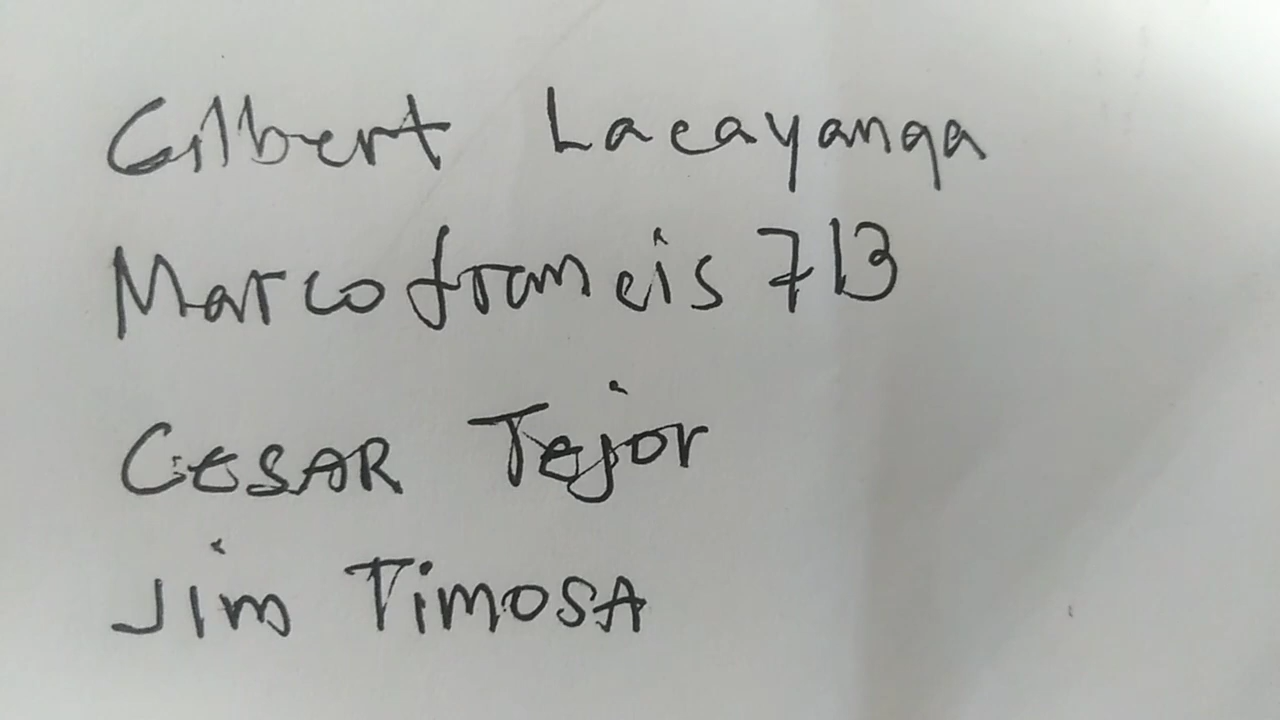 Gilbert Lacayanga
Marcofrancis 713
CESAR Tejor
Jim TimOSA